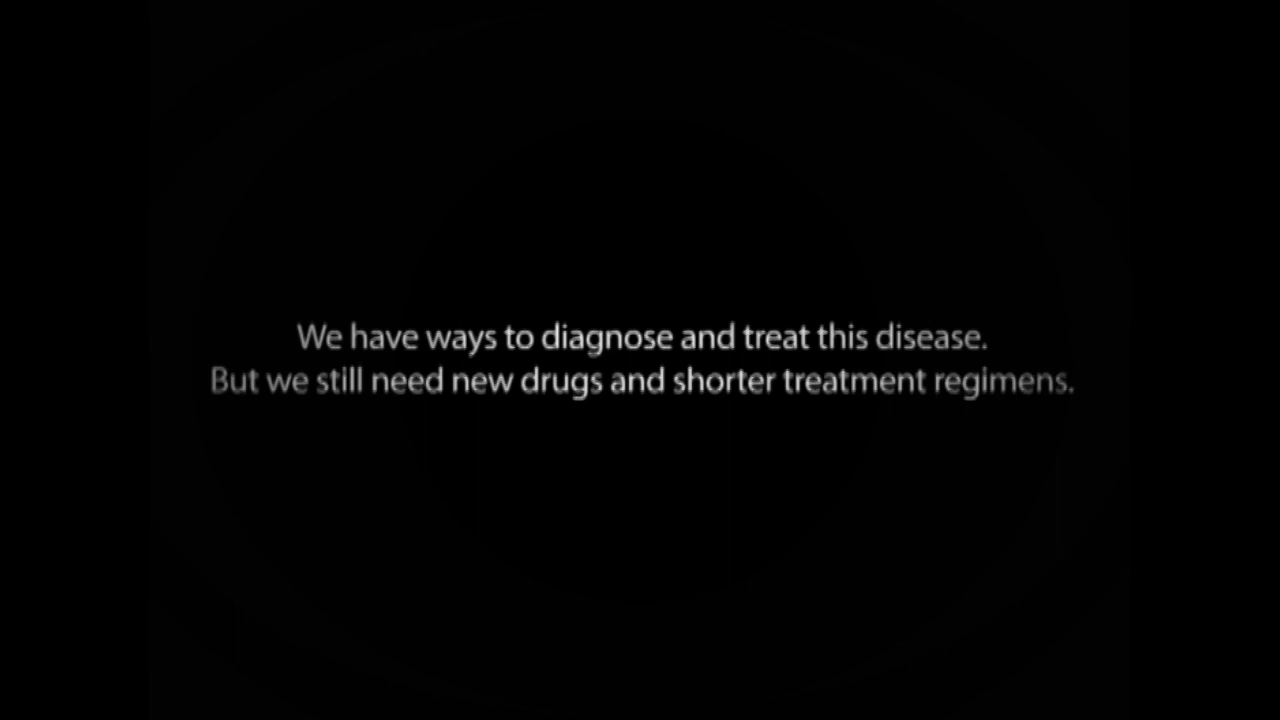 We have ways to diagnose and treat this disease.
But we still need new drugs and shorter treatment regimens.